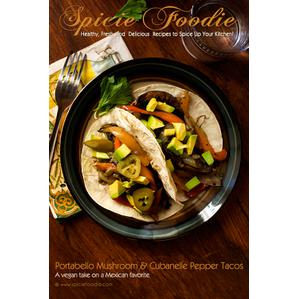 Spicie Foodie
Healthy, Fresh and Delicious Recipes to Spice Up Your Kitchen!
Portabello Mushroom & Cubanelle Pepper Tacos
A vegan take on a Mexican favorite
© www.spiciefoodie.com